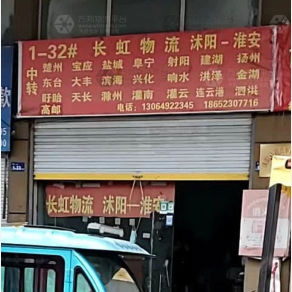 1-32# 长虹物流 沭阳-淮安
中转
楚州 宝应 盐城 阜宁 射阳 建湖 扬州
东台 大丰 滨海 兴化 响水 洪泽 金湖
盱眙 天长 滁州 灌南 灌云 连云港 泗洪
高邮
电话：13064922345 18652307716
长虹物流 沭阳-淮安